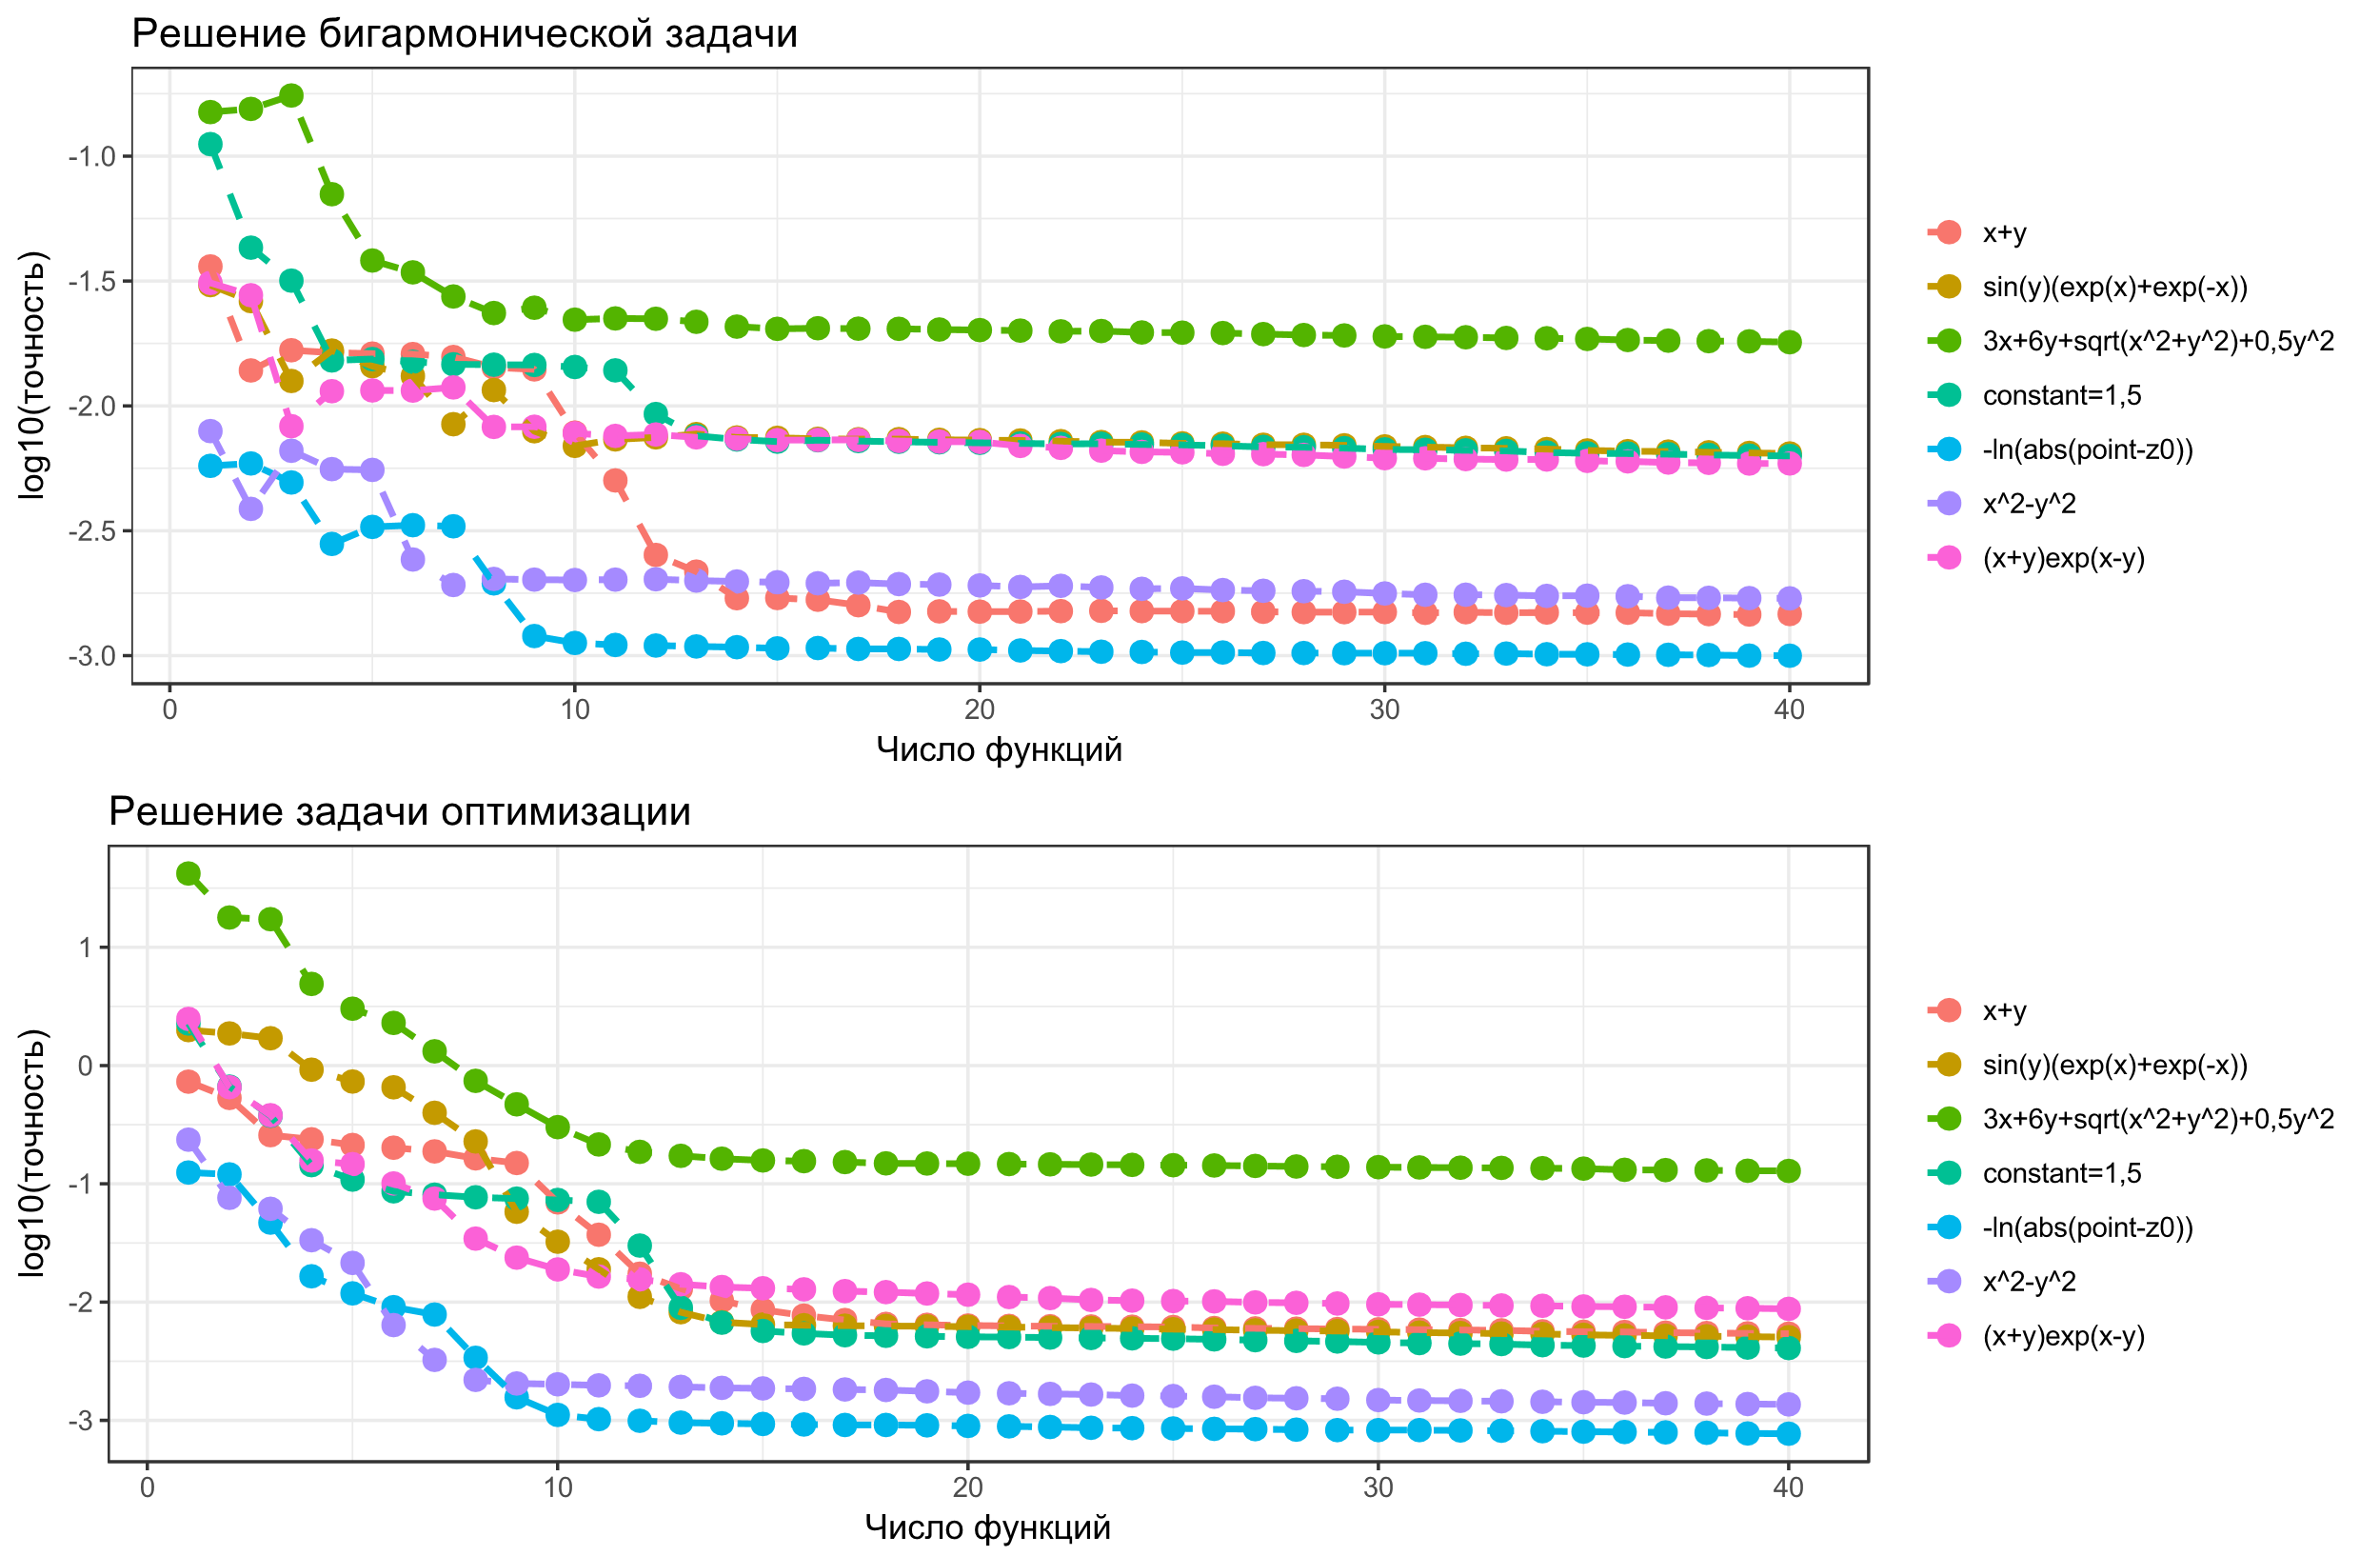 Решение бигармонической задачи
log10(точность)
-1.0
-1.5
-2.0
-2.5
-3.0
0 10 20 30 40
Число функций
x+y
sin(y)(exp(x)+exp(-x))
3x+6y+sqrt(x^2+y^2)+0,5y^2
constant=1,5
-ln(abs(point-z0))
x^2-y^2
(x+y)exp(x-y)
Решение задачи оптимизации
log10(точность)
1
0
-1
-2
-3
0 10 20 30 40
Число функций
x+y
sin(y)(exp(x)+exp(-x))
3x+6y+sqrt(x^2+y^2)+0,5y^2
constant=1,5
-ln(abs(point-z0))
x^2-y^2
(x+y)exp(x-y)